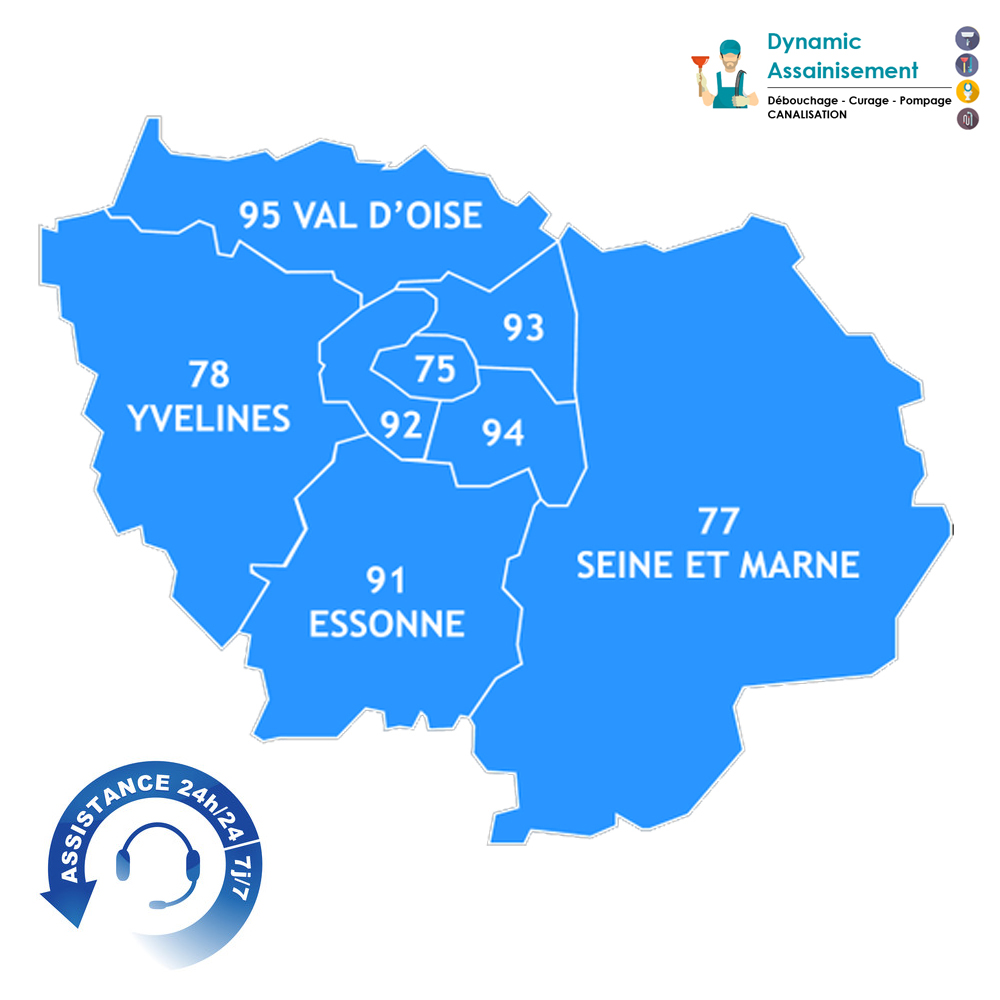 Dynamic
Assainisement
Débouchage - Curage - Pompage
CANALISATION
95 VAL D’OISE
93
75
78
YVELINES
92
94
77
SEINE ET MARNE
91
ESSONNE
ASSISTANCE 24h/24 7j/7